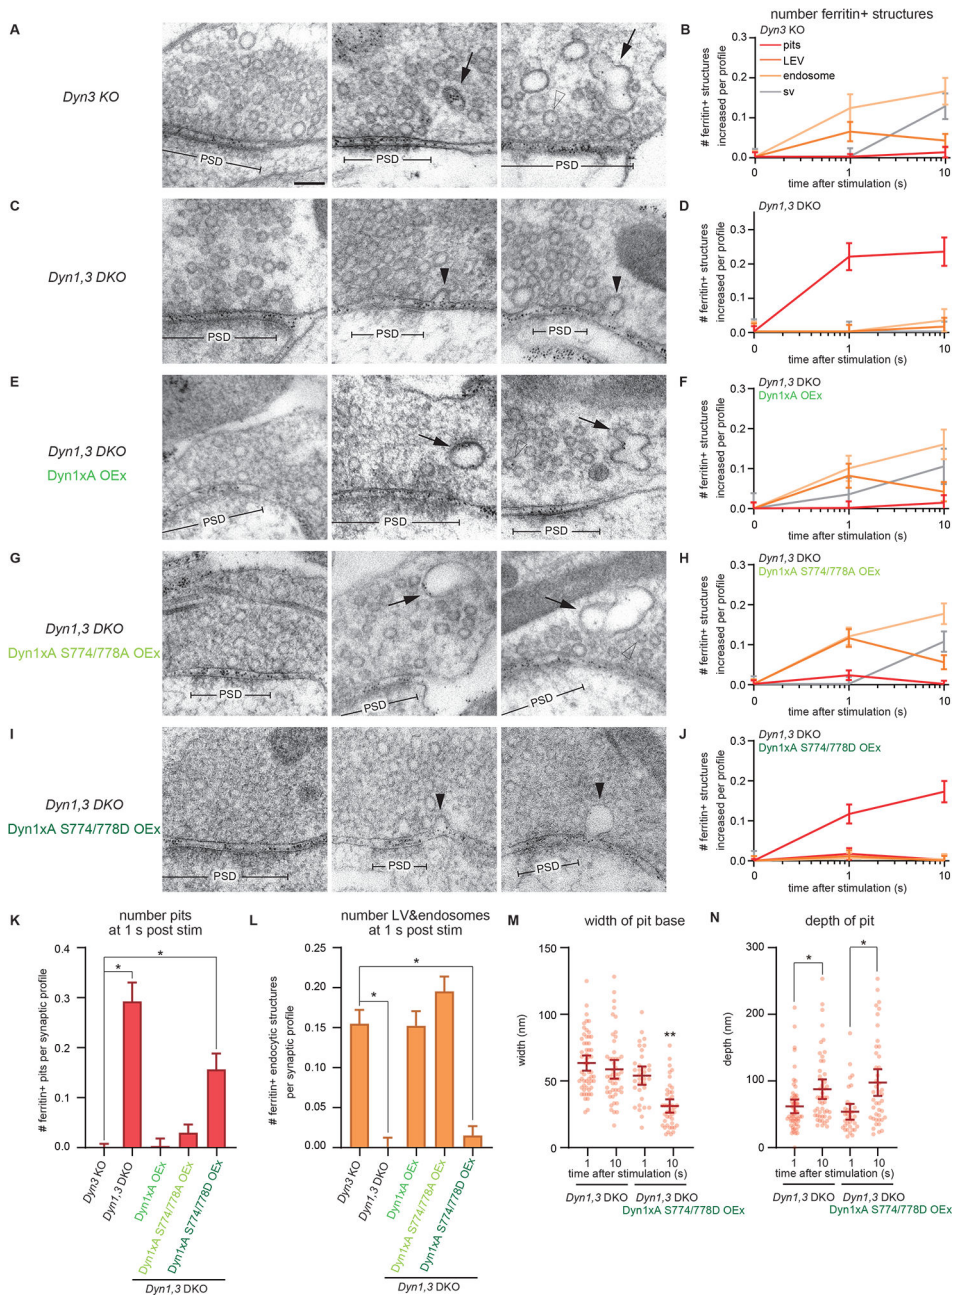 number ferritin+ structures
A
PSD
PSD
PSD
Dyn3 KO
B
Dyn3 KO
pits
LEV
endosome
sv
# ferritin+ structures
increased per profile
0.3
0.2
0.1
0.0
0
1
10
time after stimulation (s)
C
PSD
PSD
PSD
Dyn1,3 DKO
D
Dyn1,3 DKO
# ferritin+ structures
increased per profile
0.3
0.2
0.1
0.0
0
1
10
time after stimulation (s)
E
PSD
PSD
PSD
Dyn1,3 DKO
Dyn1xA OEx
F
Dyn1,3 DKO
Dyn1xA OEx
# ferritin+ structures
increased per profile
0.3
0.2
0.1
0.0
0
1
10
time after stimulation (s)
G
PSD
PSD
PSD
Dyn1,3 DKO
Dyn1xA S774/778A OEx
H
Dyn1,3 DKO
Dyn1xA S774/778A OEx
# ferritin+ structures
increased per profile
0.3
0.2
0.1
0.0
0
1
10
time after stimulation (s)
I
PSD
PSD
PSD
Dyn1,3 DKO
Dyn1xA S774/778D OEx
J
Dyn1,3 DKO
Dyn1xA S774/778D OEx
# ferritin+ structures
increased per profile
0.3
0.2
0.1
0.0
0
1
10
time after stimulation (s)
K
number pits
at 1 s post stim
# ferritin+ pits per synaptic profile
0.4
0.3
0.2
0.1
0.0
*
*
Dyn3 KO
Dyn1,3 DKO
Dyn1xA OEx
Dyn1xA S774/778A OEx
Dyn1xA S774/778D OEx
Dyn1,3 DKO
L
number LV&endosomes
at 1 s post stim
# ferritin+ endocytic structures
per synaptic profile
0.25
0.20
0.15
0.10
0.05
0.00
*
*
Dyn3 KO
Dyn1,3 DKO
Dyn1xA OEx
Dyn1xA S774/778A OEx
Dyn1xA S774/778D OEx
Dyn1,3 DKO
M
width of pit base
width (nm)
150
100
50
0
**
1
10
1
10
time after stimulation (s)
Dyn1,3 DKO
Dyn1,3 DKO
Dyn1xA S774/778D OEx
N
depth of pit
depth (nm)
300
200
100
0
*
*
1
10
1
10
time after stimulation (s)
Dyn1,3 DKO
Dyn1,3 DKO
Dyn1xA S774/778D OEx